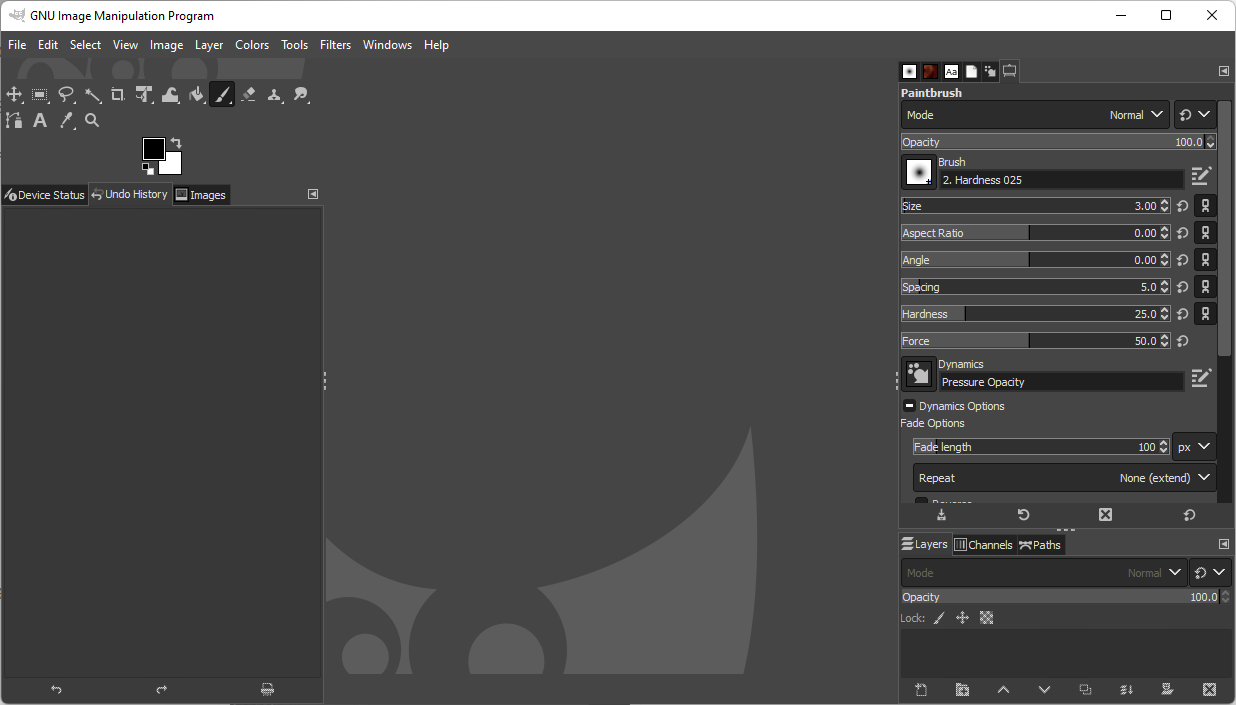 GNU Image Manipulation Program
File Edit Select View Image Layer Colors Tools Filters Windows Help
Device Status Undo History Images
Aa
Paintbrush
Mode Normal
Opacity 100.0
Brush
2. Hardness 025
Size 3.00
Aspect Ratio 0.00
Angle 0.00
Spacing 5.0
Hardness 25.0
Force 50.0
Dynamics
Pressure Opacity
Dynamics Options
Fade Options
Fade length 100 px
Repeat None (extend)
Layers Channels Paths
Mode Normal
Opacity 100.0
Lock: